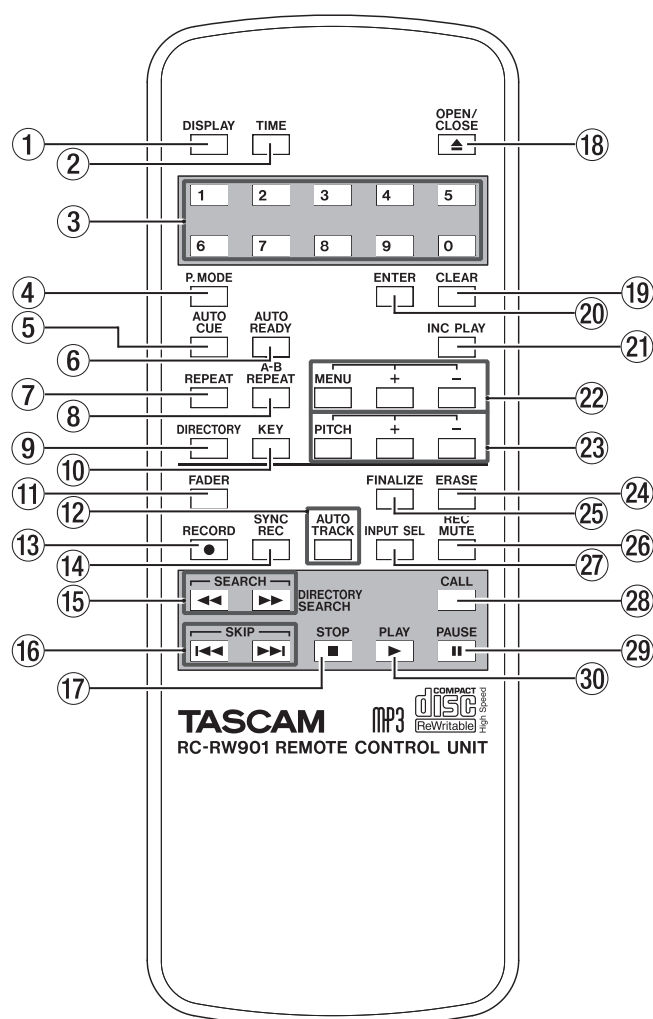 DISPLAY TIME OPEN/
CLOSE
1 2 18
1 2 3 4 5
3
6 7 8 9 0
P.MODE ENTER CLEAR
4 20 19
AUTO
CUE AUTO
READY INC PLAY
5 6 21
REPEAT A-B
REPEAT MENU + −
7 8 22
DIRECTORY KEY PITCH + −
9 10 23
FADER FINALIZE ERASE
11 25 24
12
RECORD SYNC
REC AUTO
TRACK INPUT SEL REC
MUTE
13 14 27 26
SEARCH DIRECTORY
SEARCH CALL
15 28
SKIP STOP PLAY PAUSE
16 17 30 29
TASCAM MP3 COMPACT
disc
ReWritable
High Speed
RC-RW901 REMOTE CONTROL UNIT